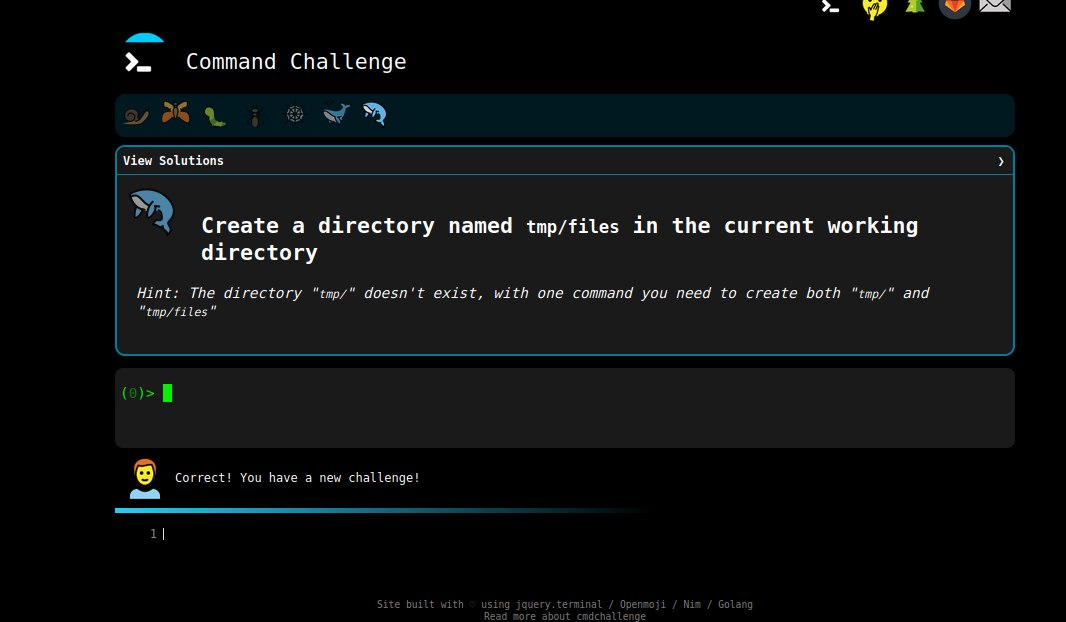 Command Challenge
View Solutions ❯
Create a directory named tmp/files in the current working
directory
Hint: The directory "tmp/" doesn't exist, with one command you need to create both "tmp/" and
"tmp/files"
(0)>
Correct! You have a new challenge!
1
Site built with ♡ using jquery.terminal / Openmoji / Nim / Golang
Read more about cmdchallenge